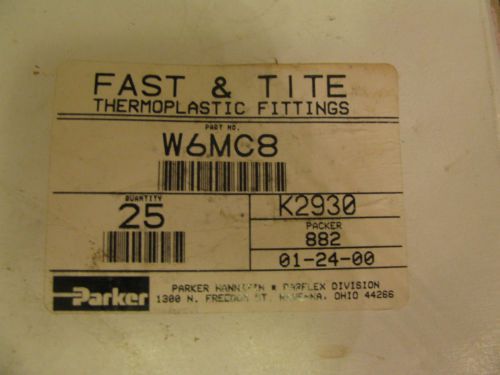 FAST & TITE
THERMOPLASTIC FITTINGS
PART NO.
W6MC8
QUANTITY
25
K2930
PACKER
882
01-24-00
Parker
PARKER HANNIFIN * PARFLEX DIVISION
1300 N. FREEDOM ST. RAVENNA, OHIO 44266